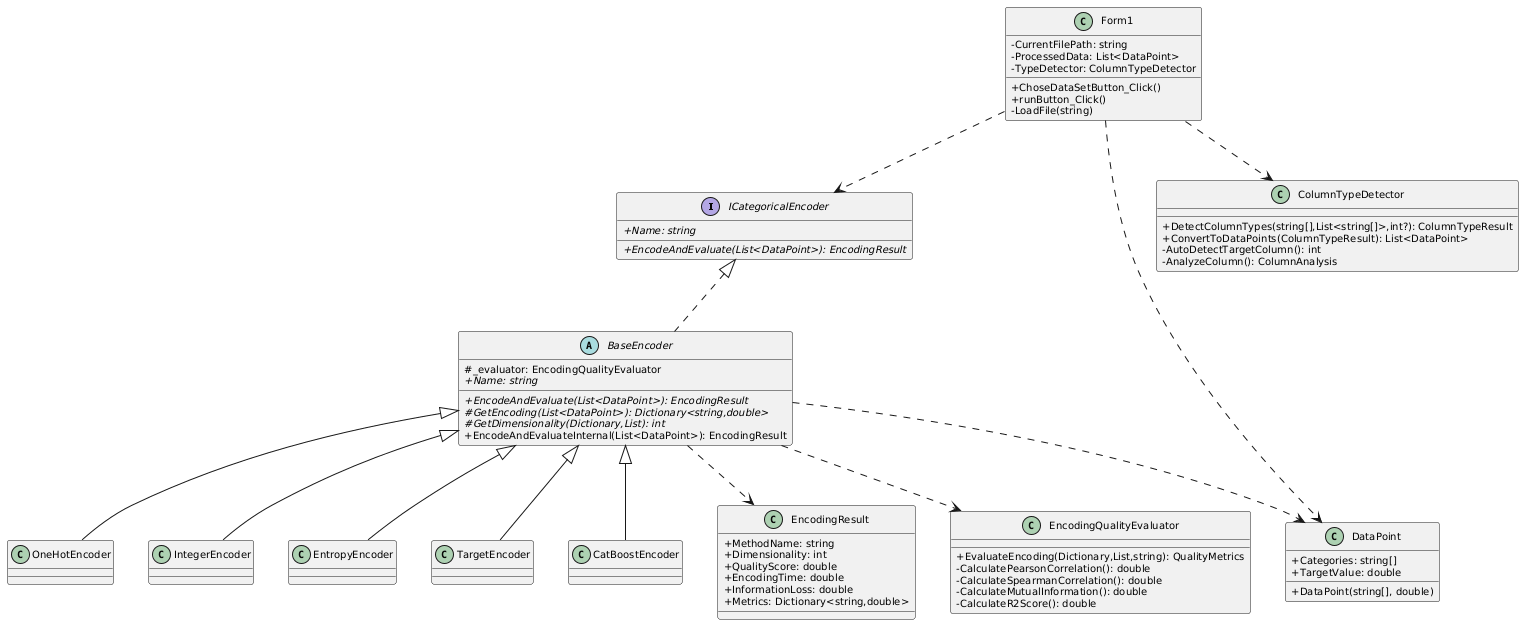 C Form1
-CurrentFilePath: string
-ProcessedData: List<DataPoint>
-TypeDetector: ColumnTypeDetector
+ChoseDataSetButton_Click()
+runButton_Click()
-LoadFile(string)
I ICategoricalEncoder
+Name: string
+EncodeAndEvaluate(List<DataPoint>): EncodingResult
C ColumnTypeDetector
+DetectColumnTypes(string[],List<string[]>,int?): ColumnTypeResult
+ConvertToDataPoints(ColumnTypeResult): List<DataPoint>
-AutoDetectTargetColumn(): int
-AnalyzeColumn(): ColumnAnalysis
A BaseEncoder
#_evaluator: EncodingQualityEvaluator
+Name: string
+EncodeAndEvaluate(List<DataPoint>): EncodingResult
#GetEncoding(List<DataPoint>): Dictionary<string,double>
#GetDimensionality(Dictionary,List): int
+EncodeAndEvaluateInternal(List<DataPoint>): EncodingResult
C OneHotEncoder
C IntegerEncoder
C EntropyEncoder
C TargetEncoder
C CatBoostEncoder
C EncodingResult
+MethodName: string
+Dimensionality: int
+QualityScore: double
+EncodingTime: double
+InformationLoss: double
+Metrics: Dictionary<string,double>
C EncodingQualityEvaluator
+EvaluateEncoding(Dictionary,List,string): QualityMetrics
-CalculatePearsonCorrelation(): double
-CalculateSpearmanCorrelation(): double
-CalculateMutualInformation(): double
-CalculateR2Score(): double
C DataPoint
+Categories: string[]
+TargetValue: double
+DataPoint(string[], double)